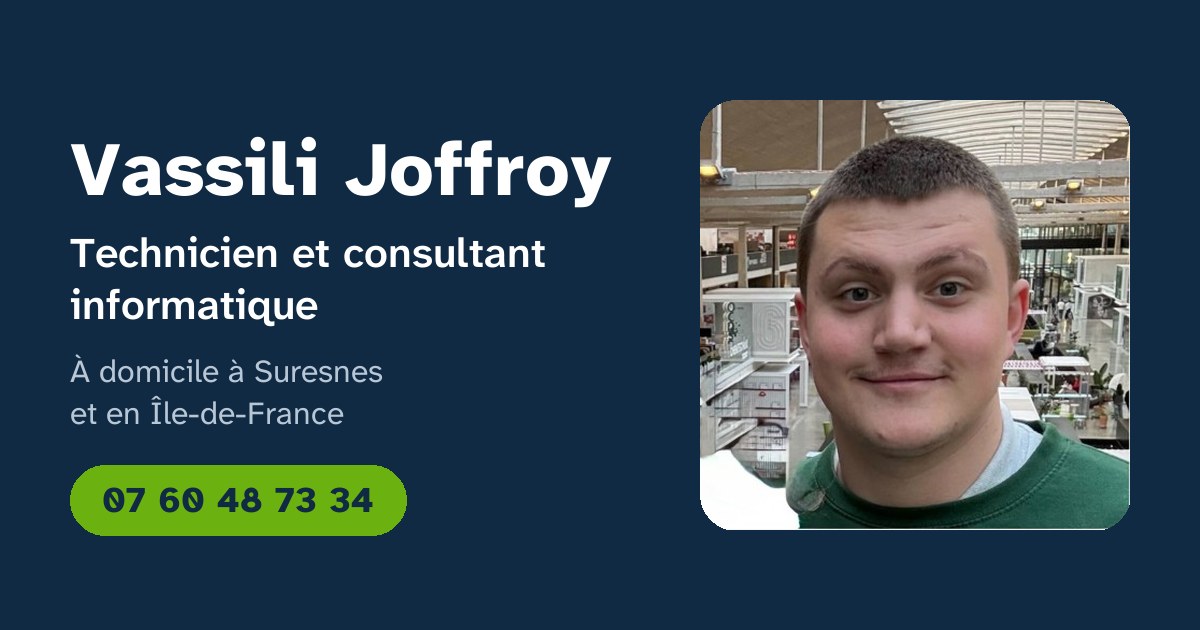 Vassili Joffroy
Technicien et consultant
informatique
À domicile à Suresnes
et en Île-de-France
07 60 48 73 34